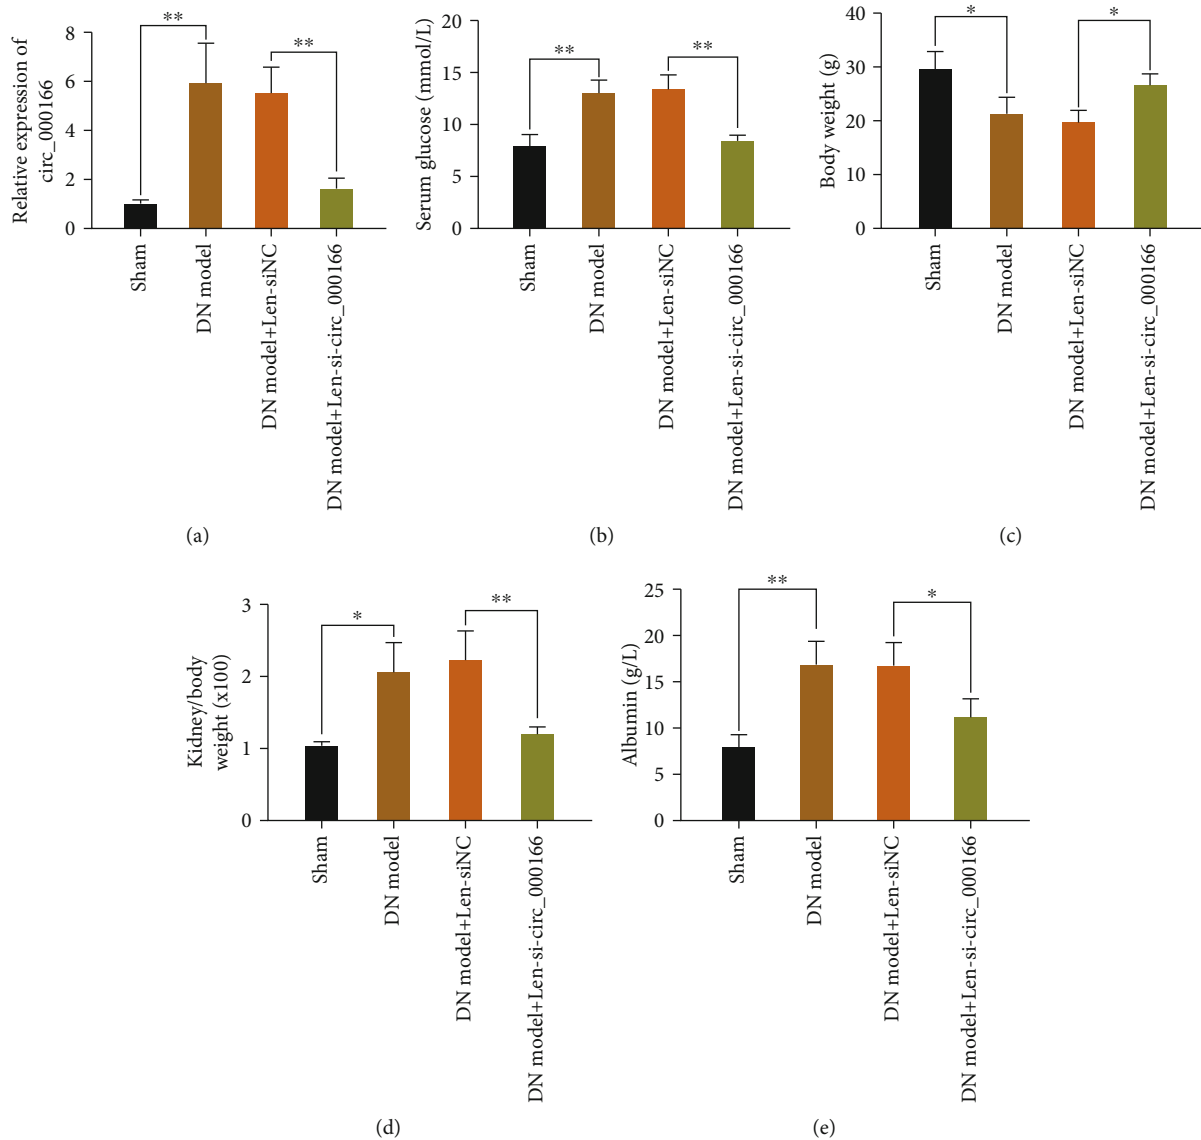 Relative expression of
circ_000166
8
6
4
2
0
**
**
Sham
DN model
DN model+Len-siNC
DN model+Len-si-circ_000166
(a)
Serum glucose (mmol/L)
20
15
10
5
0
**
**
Sham
DN model
DN model+Len-siNC
DN model+Len-si-circ_000166
(b)
Body weight (g)
40
30
20
10
0
*
*
Sham
DN model
DN model+Len-siNC
DN model+Len-si-circ_000166
(c)
Kidney/body
weight (x100)
3
2
1
0
*
**
Sham
DN model
DN model+Len-siNC
DN model+Len-si-circ_000166
(d)
Albumin (g/L)
25
20
15
10
5
0
**
*
Sham
DN model
DN model+Len-siNC
DN model+Len-si-circ_000166
(e)